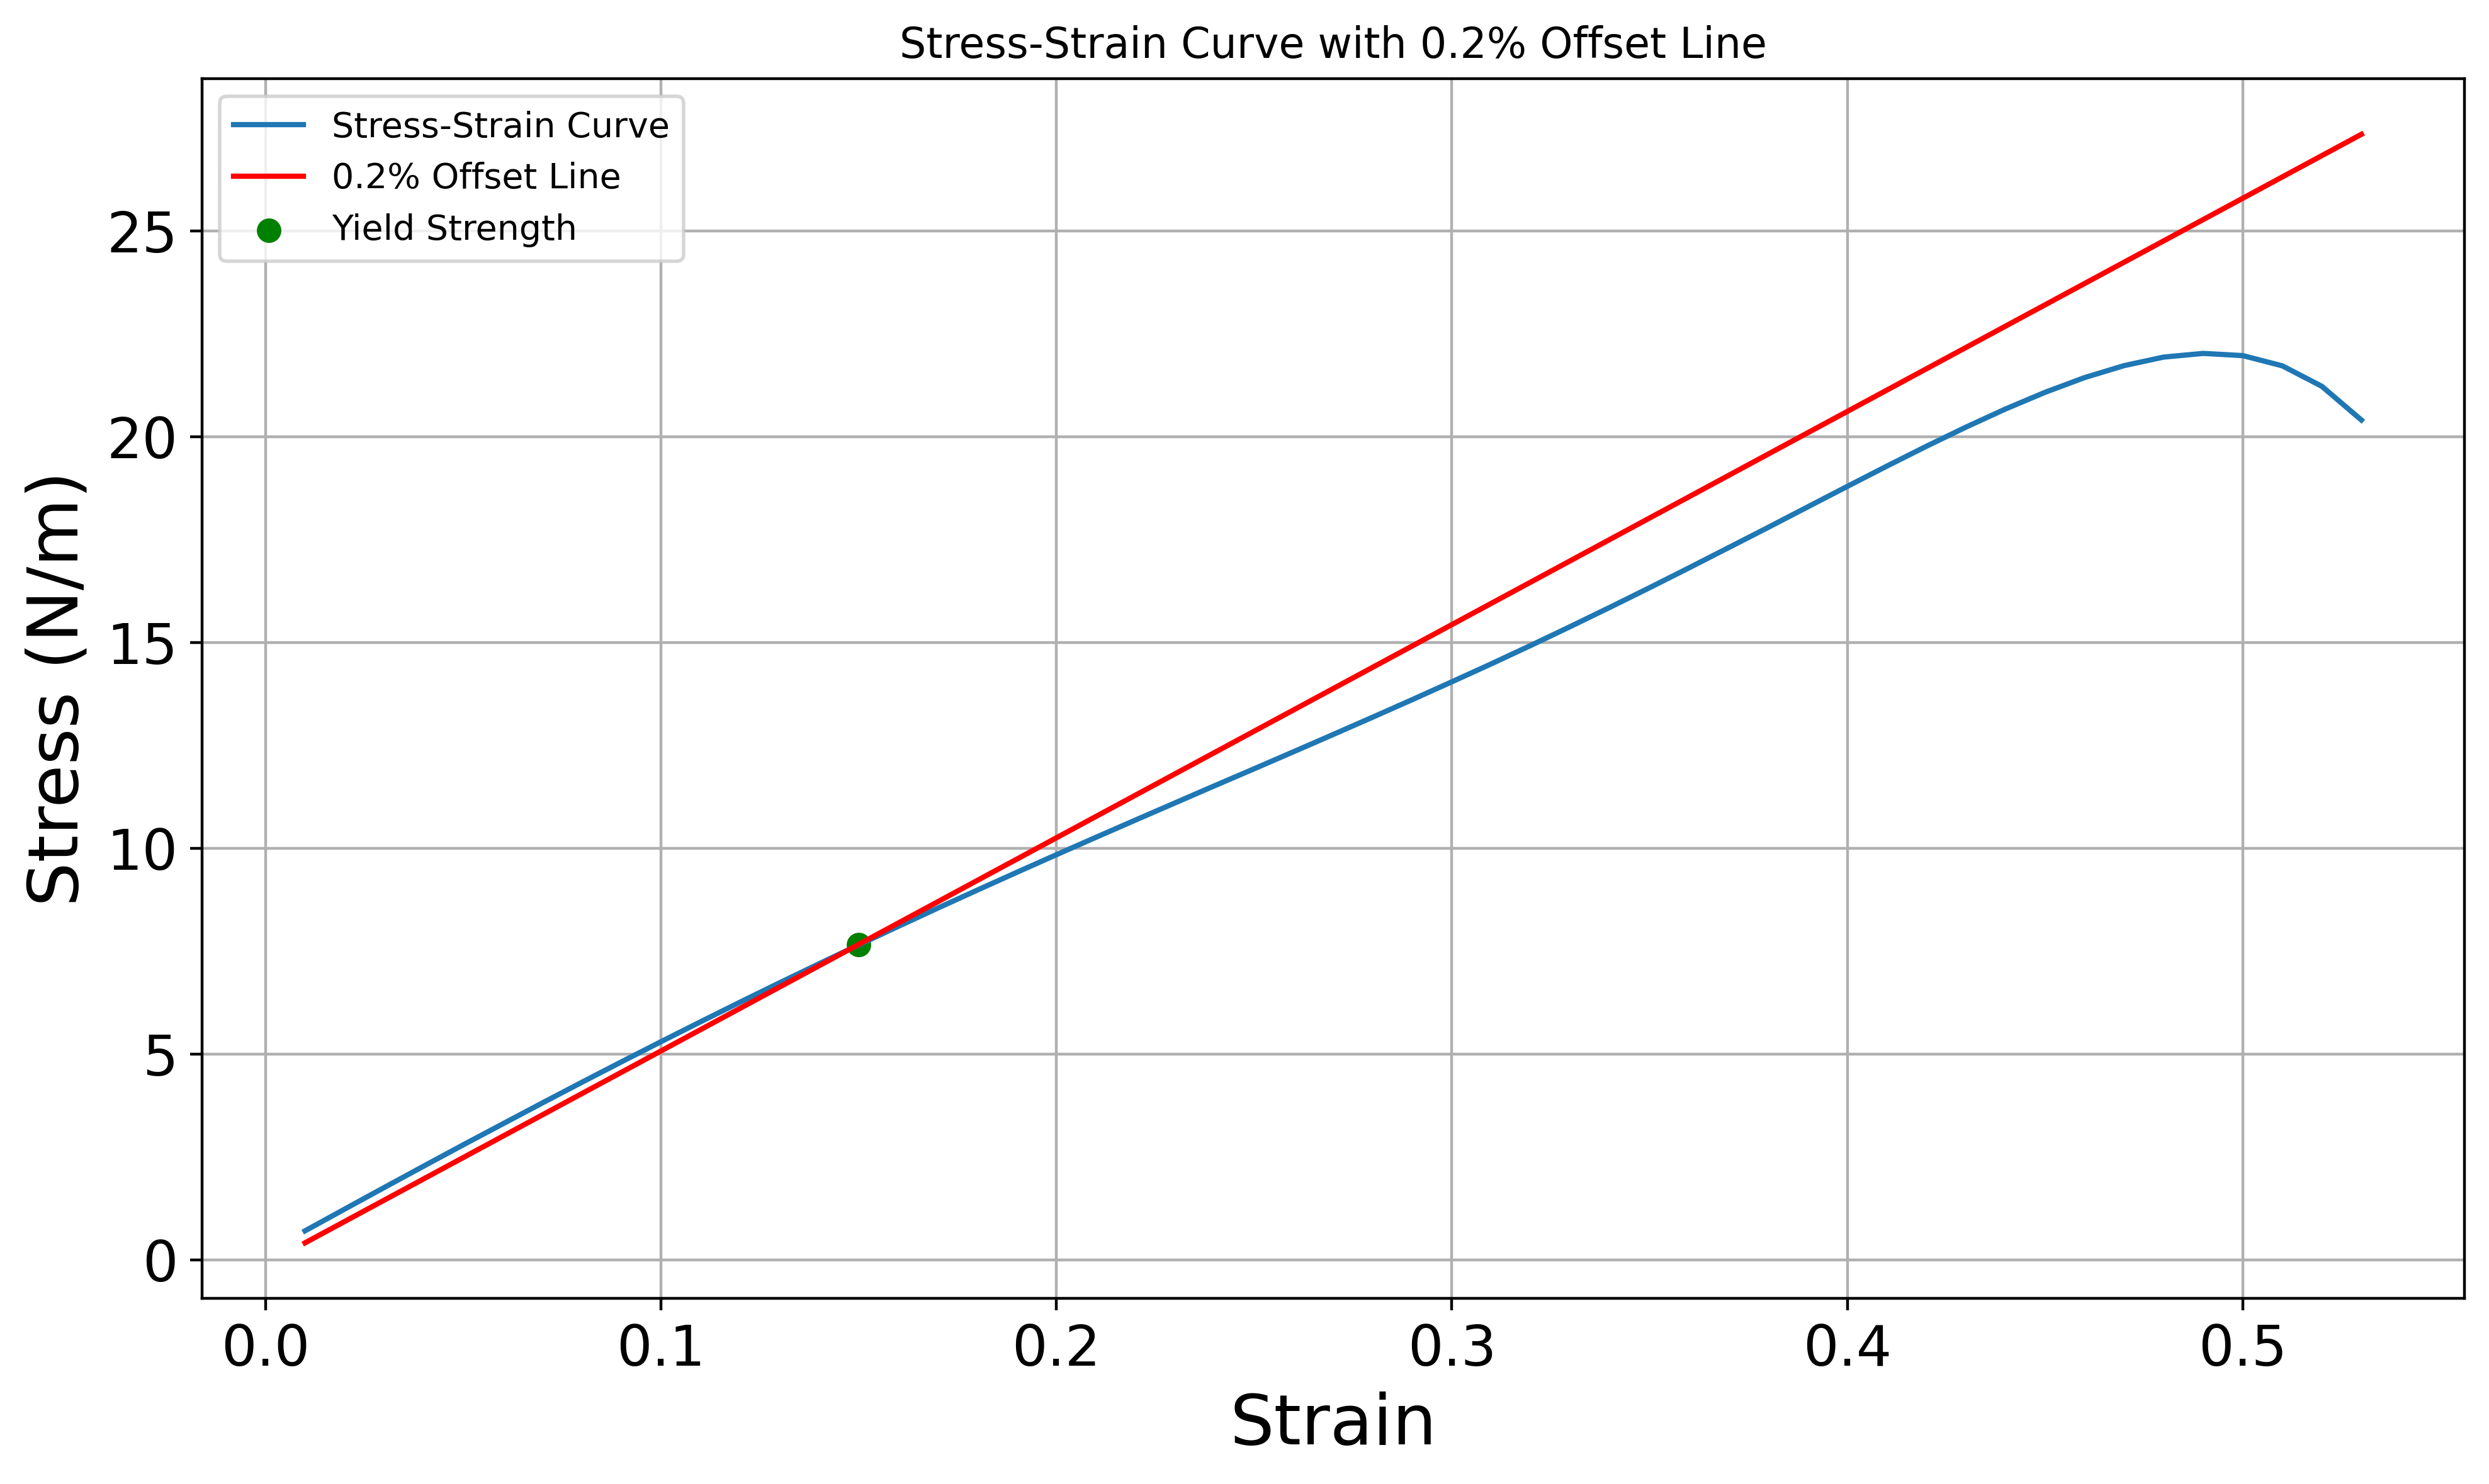 Stress-Strain Curve with 0.2% Offset Line
Stress-Strain Curve
0.2% Offset Line
Yield Strength
25
20
15
10
5
0
Stress (N/m)
0.0 0.1 0.2 0.3 0.4 0.5
Strain